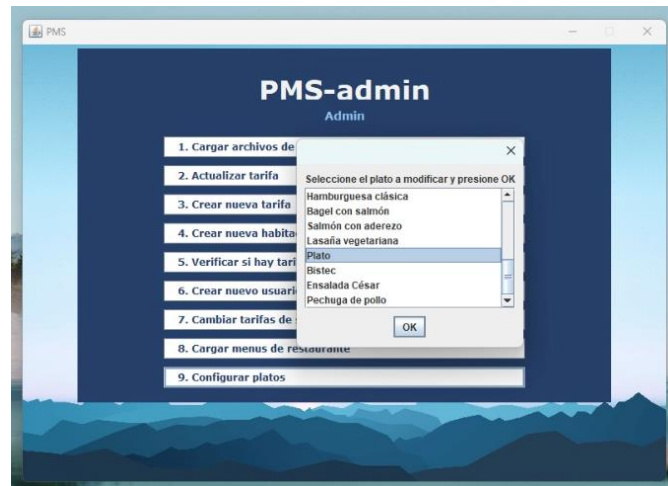 PMS
PMS-admin
Admin
1. Cargar archivos de
2. Actualizar tarifa
3. Crear nueva tarifa
4. Crear nueva habita
5. Verificar si hay tari
6. Crear nuevo usuari
7. Cambiar tarifas de
8. Cargar menus de restaurante
9. Configurar platos
Seleccione el plato a modificar y presione OK
Hamburguesa clásica
Bagel con salmón
Salmón con aderezo
Lasaña vegetariana
Plato
Bistec
Ensalada César
Pechuga de pollo
OK